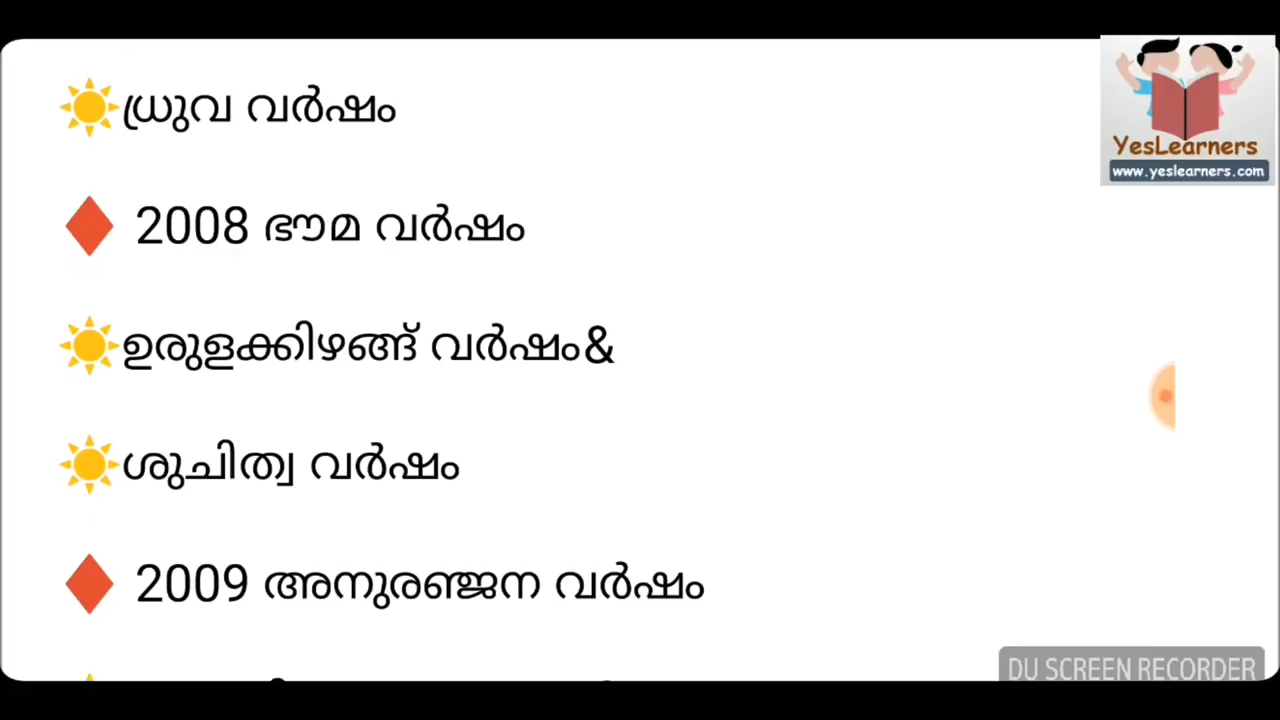 ധ്രുവ വർഷം
2008 ഭൗമ വർഷം
ഉരുളക്കിഴങ്ങ് വർഷം&
ശുചിത്വ വർഷം
2009 അനുരഞ്ജന വർഷം
YesLearners
www.yeslearners.com
DU SCREEN RECORDER